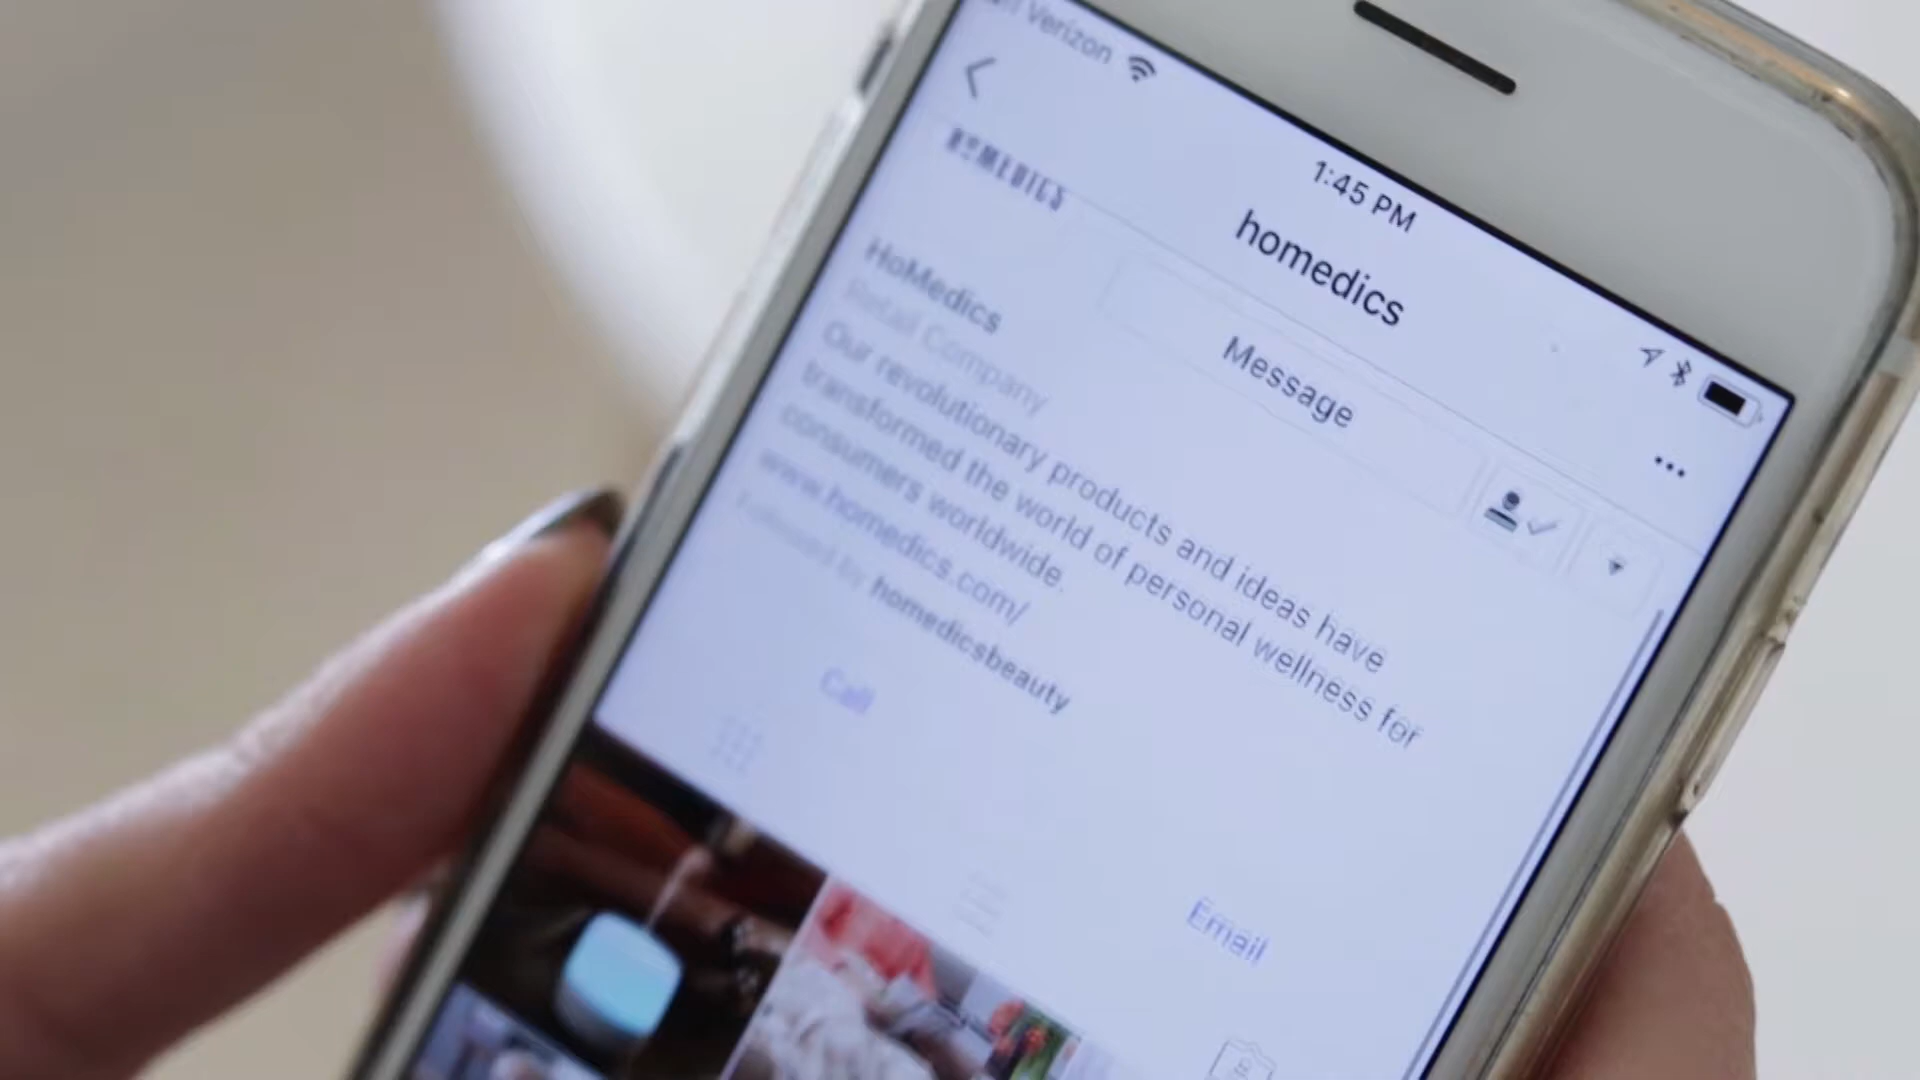 Verizon
1:45 PM
homedics
HOMEDICS
Message
HoMedics
Retail Company
Our revolutionary products and ideas have
transformed the world of personal wellness for
consumers worldwide.
www.homedics.com/
Followed by homedicsbeauty
Call
Email